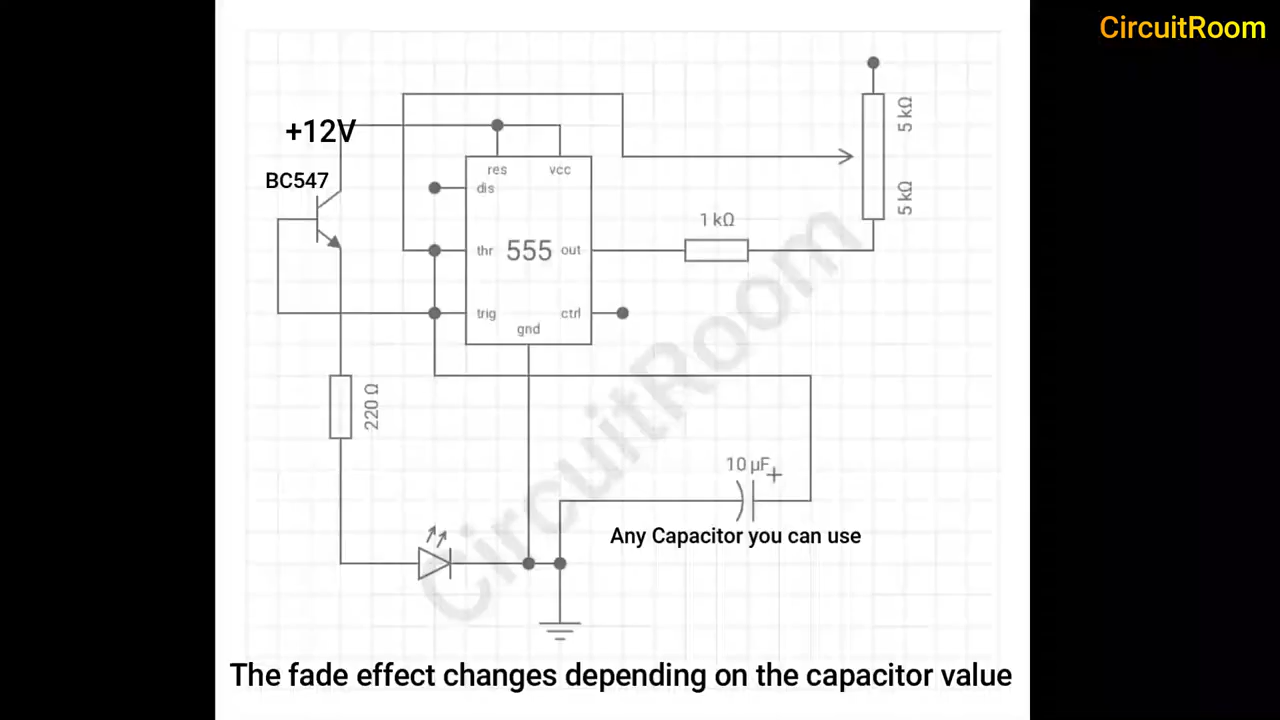 CircuitRoom
+12V
BC547
res
vcc
dis
thr
555
out
trig
ctrl
gnd
1 kΩ
5 kΩ
5 kΩ
220 Ω
10 µF
+
Any Capacitor you can use
CircuitRoom
The fade effect changes depending on the capacitor value